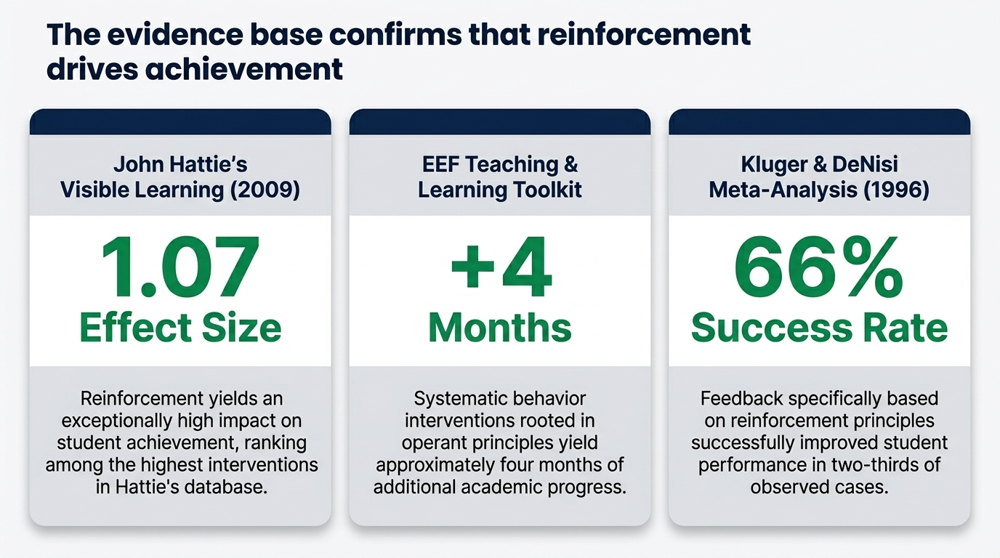 The evidence base confirms that reinforcement
drives achievement
John Hattie's
Visible Learning (2009)
1.07
Effect Size
Reinforcement yields an
exceptionally high impact on
student achievement, ranking
among the highest interventions
in Hattie's database.
EEF Teaching &
Learning Toolkit
+4
Months
Systematic behavior
interventions rooted in
operant principles yield
approximately four months of
additional academic progress.
Kluger & DeNisi
Meta-Analysis (1996)
66%
Success Rate
Feedback specifically based
on reinforcement principles
successfully improved student
performance in two-thirds of
observed cases.